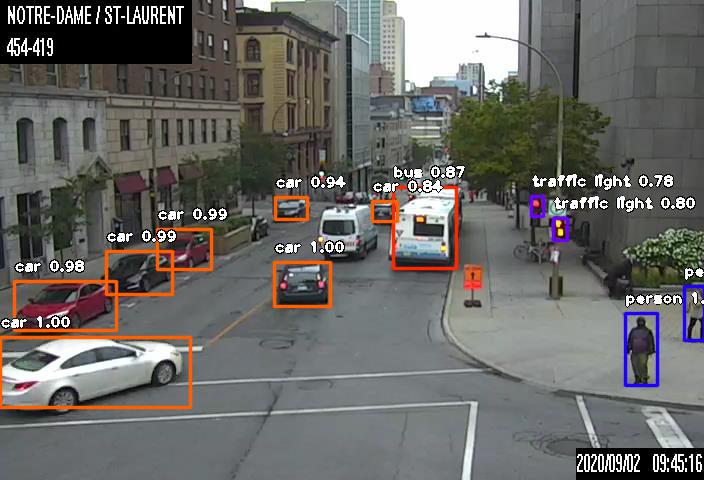 NOTRE-DAME / ST-LAURENT
454-419
bus 0.87
car 0.94
car 0.84
traffic light 0.78
traffic light 0.80
car 0.99
car 0.99
car 1.00
car 0.98
pe
person 1.
car 1.00
2020/09/02 09:45:16